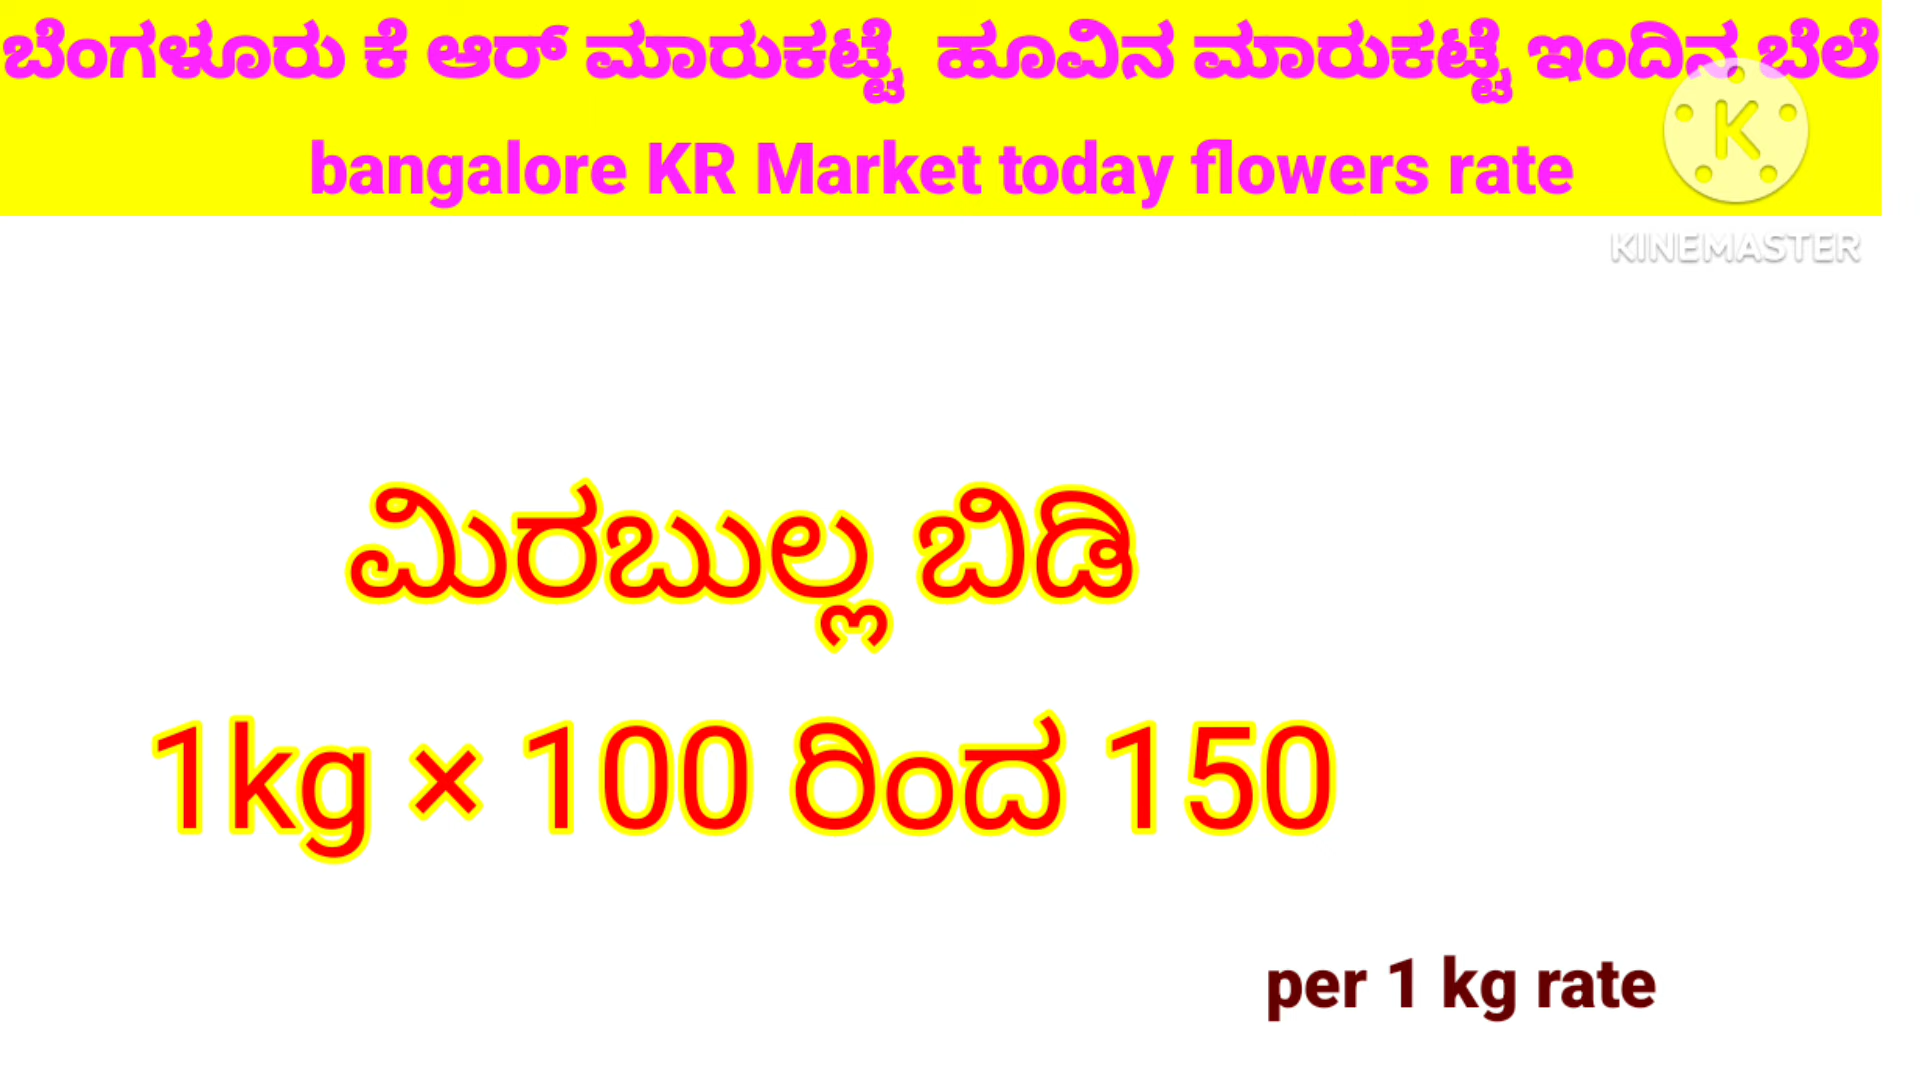 ಬೆಂಗಳೂರು ಕೆ ಆರ್ ಮಾರುಕಟ್ಟೆ ಹೂವಿನ ಮಾರುಕಟ್ಟೆ ಇಂದಿನ ಬೆಲೆ
bangalore KR Market today flowers rate
K
KINEMASTER
ಮಿರಬುಲ್ಲ ಬಿಡಿ
1kg × 100 ರಿಂದ 150
per 1 kg rate